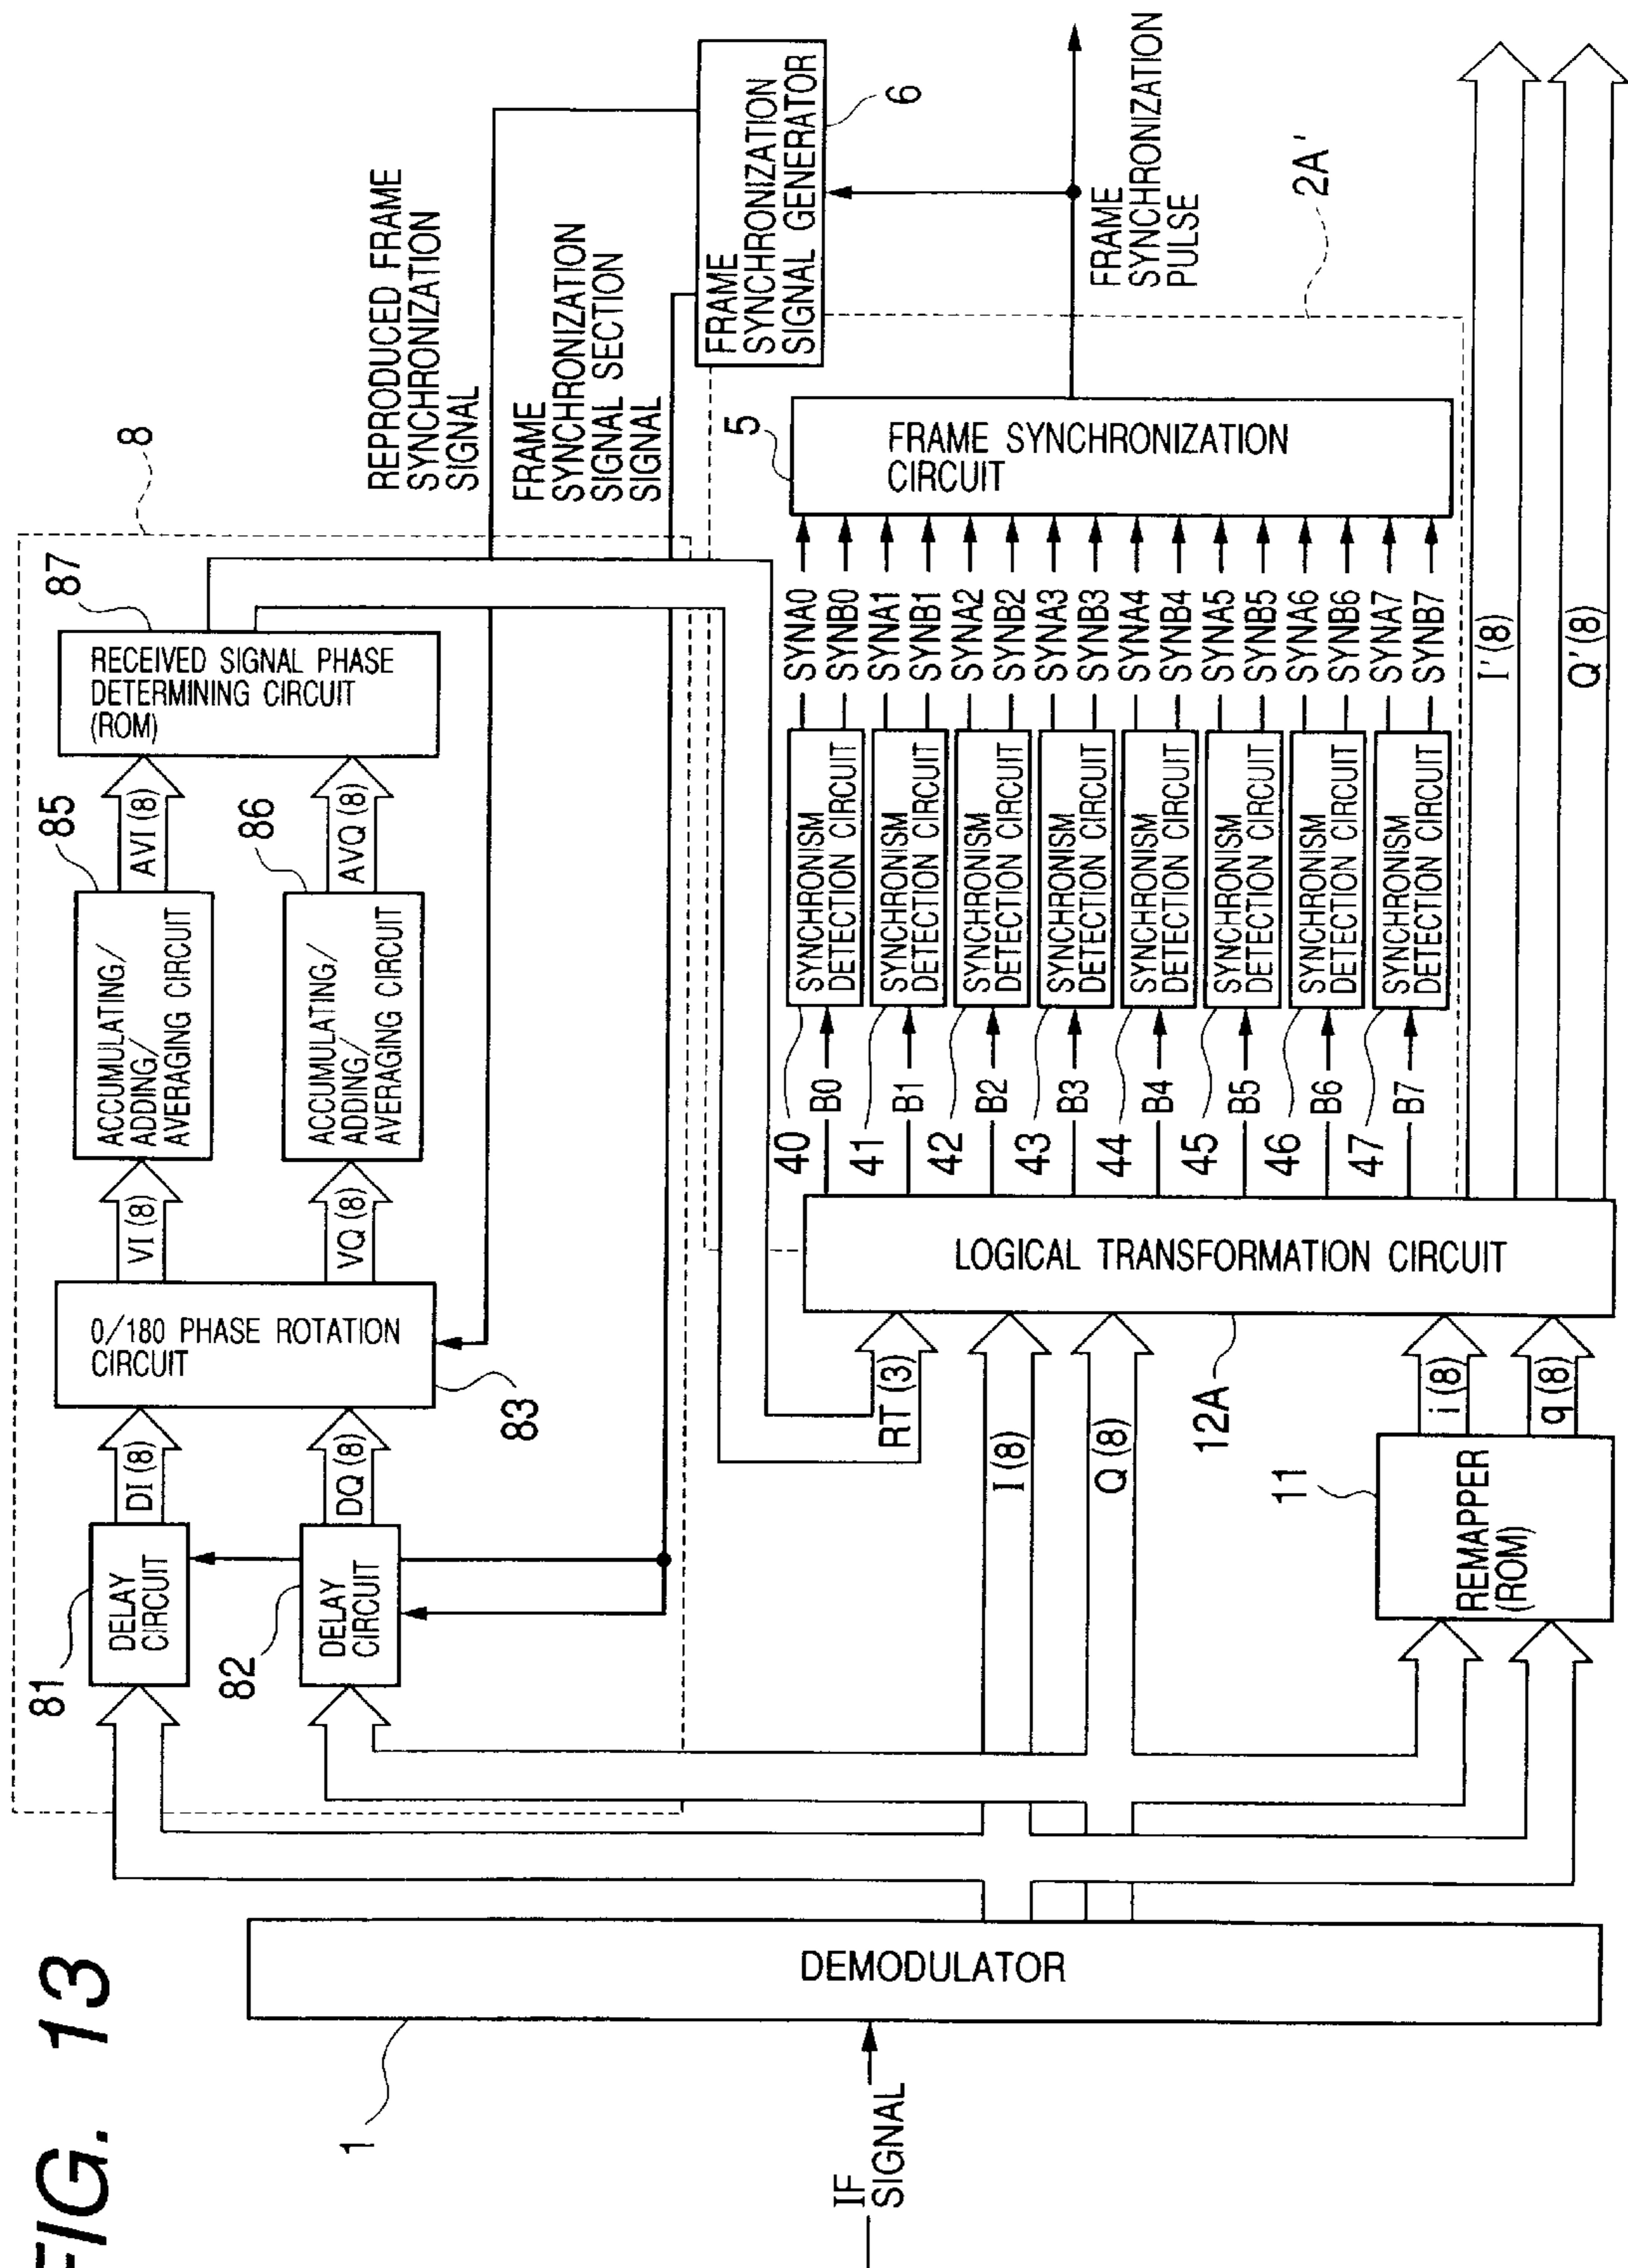 FIG. 13
IF
SIGNAL
1
DEMODULATOR
81
DELAY
CIRCUIT
82
DELAY
CIRCUIT
DI (8)
DQ (8)
0/180 PHASE ROTATION
CIRCUIT
83
VI (8)
VQ (8)
ACCUMULATING/
ADDING/
AVERAGING CIRCUIT
85
ACCUMULATING/
ADDING/
AVERAGING CIRCUIT
86
AVI (8)
AVQ (8)
RECEIVED SIGNAL PHASE
DETERMINING CIRCUIT
(ROM)
87
8
REPRODUCED FRAME
SYNCHRONIZATION
SIGNAL
FRAME
SYNCHRONIZATION
SIGNAL SECTION
SIGNAL
FRAME
SYNCHRONIZATION
SIGNAL GENERATOR
6
RT (3)
I (8)
Q (8)
REMAPPER
(ROM)
11
i (8)
q (8)
LOGICAL TRANSFORMATION CIRCUIT
12A
40
B0
SYNCHRONISM
DETECTION CIRCUIT
SYNA0
SYNB0
41
B1
SYNCHRONISM
DETECTION CIRCUIT
SYNA1
SYNB1
42
B2
SYNCHRONISM
DETECTION CIRCUIT
SYNA2
SYNB2
43
B3
SYNCHRONISM
DETECTION CIRCUIT
SYNA3
SYNB3
44
B4
SYNCHRONISM
DETECTION CIRCUIT
SYNA4
SYNB4
45
B5
SYNCHRONISM
DETECTION CIRCUIT
SYNA5
SYNB5
46
B6
SYNCHRONISM
DETECTION CIRCUIT
SYNA6
SYNB6
47
B7
SYNCHRONISM
DETECTION CIRCUIT
SYNA7
SYNB7
5
FRAME SYNCHRONIZATION
CIRCUIT
FRAME
SYNCHRONIZATION
PULSE
2A'
I' (8)
Q' (8)